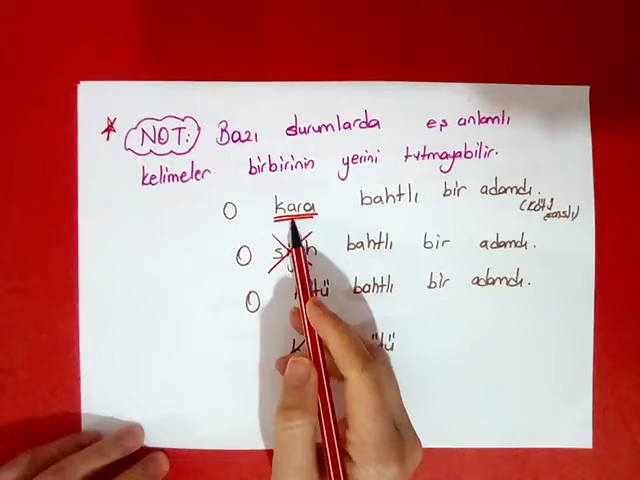 NOT: Bazı durumlarda eş anlamlı
kelimeler birbirinin yerini tutmayabilir.
O kara bahtlı bir adamdı.
(kötü şanslı)
O bahtlı bir adamdı.
O kötü bahtlı bir adamdı.